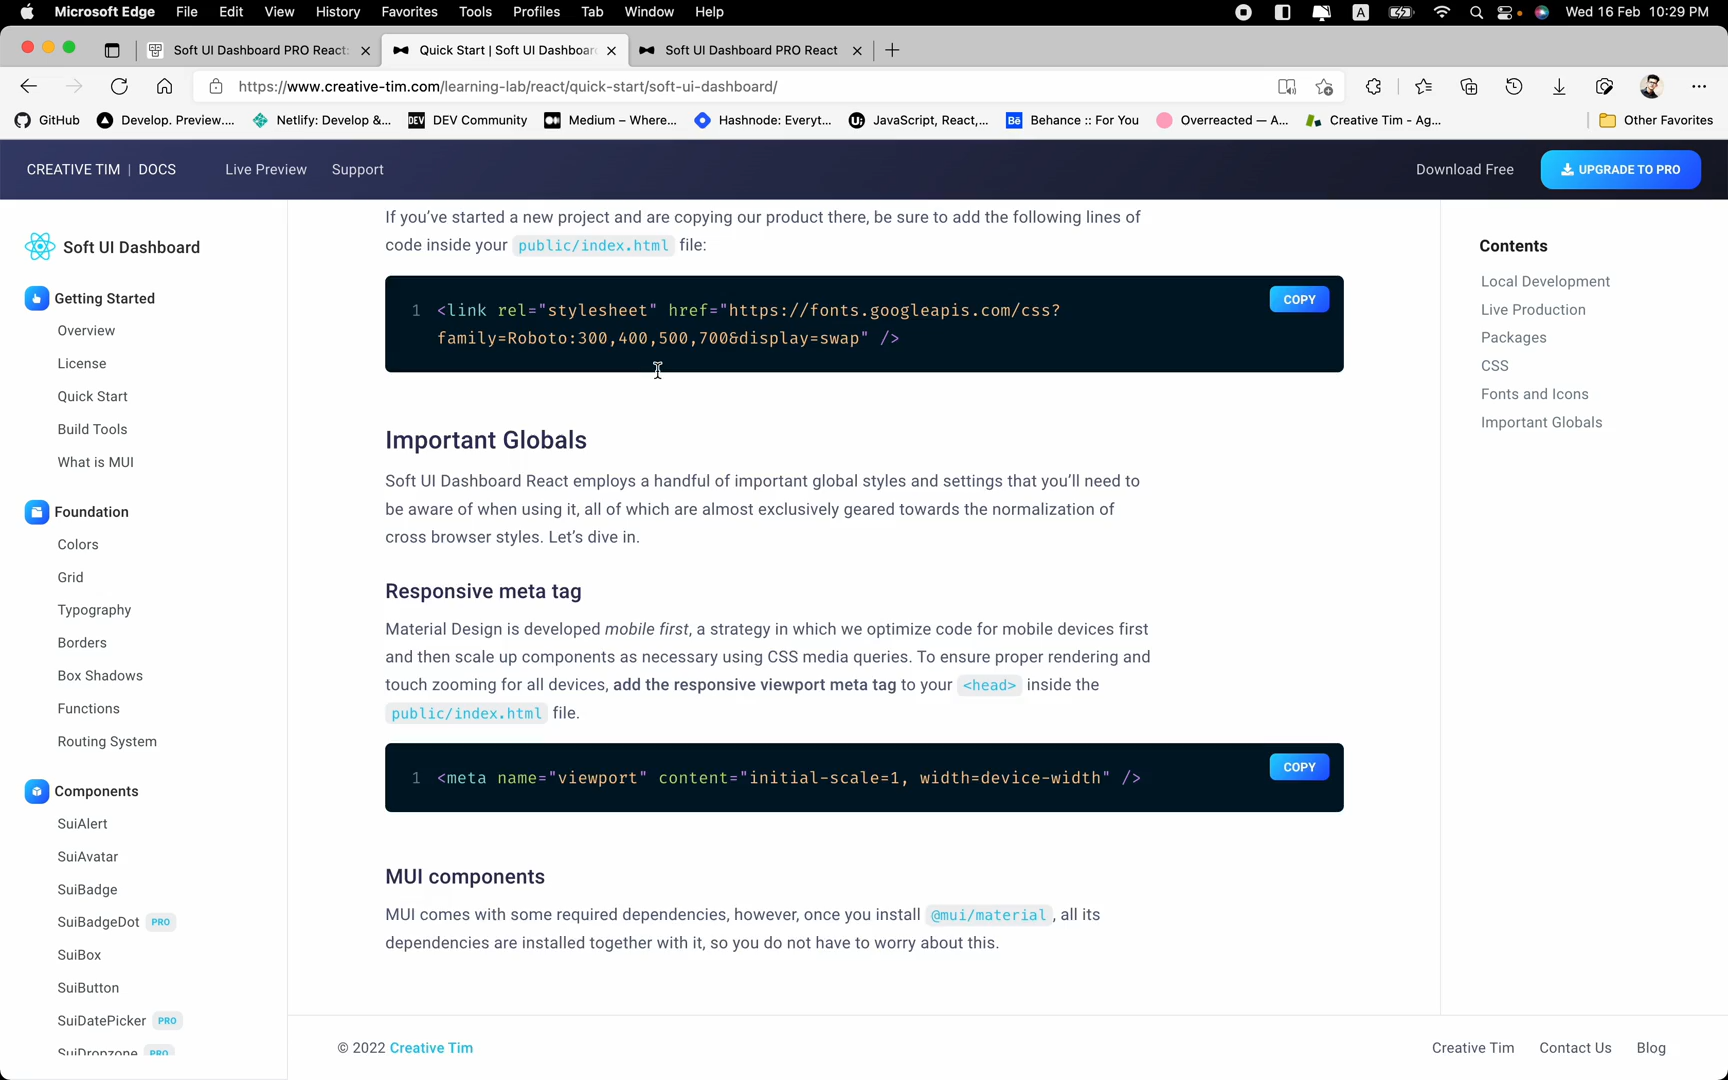 Microsoft Edge File Edit View History Favorites Tools Profiles Tab Window Help A Wed 16 Feb 10:29 PM
Soft UI Dashboard PRO React Quick Start | Soft UI Dashboar Soft UI Dashboard PRO React
https://www.creative-tim.com/learning-lab/react/quick-start/soft-ui-dashboard/
GitHub Develop. Preview.... Netlify: Develop &... DEV DEV Community Medium – Where... Hashnode: Everyt... U; JavaScript, React,... Bē Behance :: For You Overreacted — A... Creative Tim - Ag... Other Favorites
CREATIVE TIM | DOCS Live Preview Support Download Free UPGRADE TO PRO
Soft UI Dashboard
Getting Started
Overview
License
Quick Start
Build Tools
What is MUI
Foundation
Colors
Grid
Typography
Borders
Box Shadows
Functions
Routing System
Components
SuiAlert
SuiAvatar
SuiBadge
SuiBadgeDot PRO
SuiBox
SuiButton
SuiDatePicker PRO
SuiDropzone PRO
If you’ve started a new project and are copying our product there, be sure to add the following lines of
code inside your public/index.html file:
COPY
1 <link rel="stylesheet" href="https://fonts.googleapis.com/css?
family=Roboto:300,400,500,700&display=swap" />
Important Globals
Soft UI Dashboard React employs a handful of important global styles and settings that you’ll need to
be aware of when using it, all of which are almost exclusively geared towards the normalization of
cross browser styles. Let’s dive in.
Responsive meta tag
Material Design is developed mobile first, a strategy in which we optimize code for mobile devices first
and then scale up components as necessary using CSS media queries. To ensure proper rendering and
touch zooming for all devices, add the responsive viewport meta tag to your <head> inside the
public/index.html file.
COPY
1 <meta name="viewport" content="initial-scale=1, width=device-width" />
MUI components
MUI comes with some required dependencies, however, once you install @mui/material, all its
dependencies are installed together with it, so you do not have to worry about this.
Contents
Local Development
Live Production
Packages
CSS
Fonts and Icons
Important Globals
© 2022 Creative Tim Creative Tim Contact Us Blog